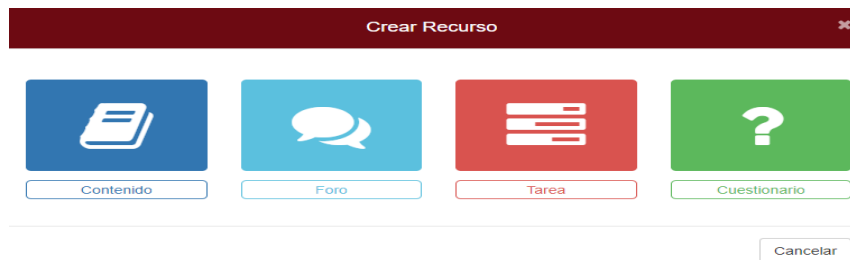 Crear Recurso
Contenido
Foro
Tarea
Cuestionario
Cancelar